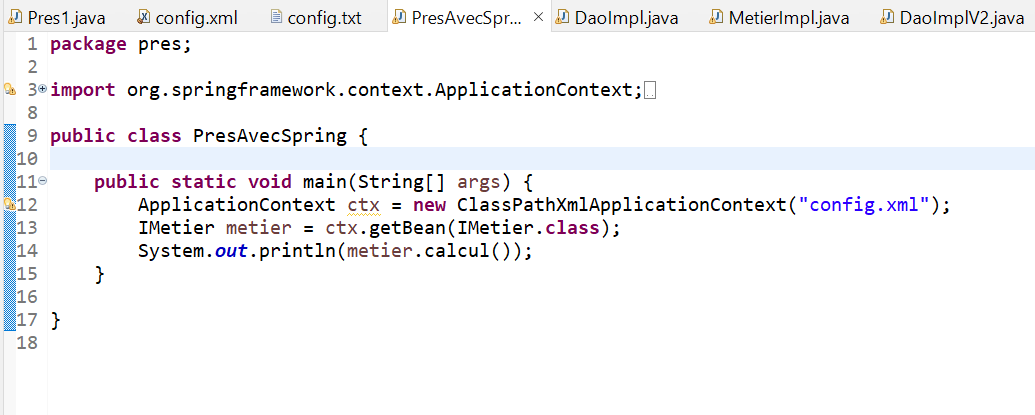 Pres1.java config.xml config.txt PresAvecSpr... DaoImpl.java MetierImpl.java DaoImplV2.java
1 package pres;
2
3 import org.springframework.context.ApplicationContext;
8
9 public class PresAvecSpring {
10
11     public static void main(String[] args) {
12         ApplicationContext ctx = new ClassPathXmlApplicationContext("config.xml");
13         IMetier metier = ctx.getBean(IMetier.class);
14         System.out.println(metier.calcul());
15     }
16
17 }
18